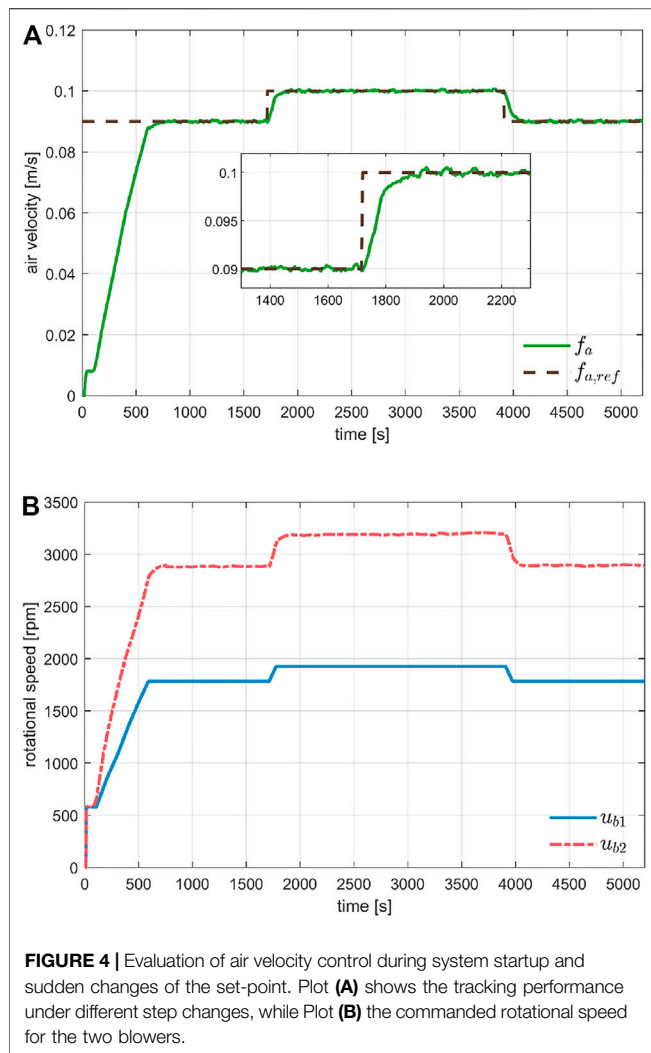 A
0.12
0.1
0.08
0.06
0.04
0.02
0
air velocity [m/s]
0.1
0.095
0.09
1400 1600 1800 2000 2200
f_a
f_{a,ref}
0 500 1000 1500 2000 2500 3000 3500 4000 4500 5000
time [s]
B
3500
3000
2500
2000
1500
1000
500
0
rotational speed [rpm]
u_{b1}
u_{b2}
0 500 1000 1500 2000 2500 3000 3500 4000 4500 5000
time [s]
FIGURE 4 | Evaluation of air velocity control during system startup and
sudden changes of the set-point. Plot (A) shows the tracking performance
under different step changes, while Plot (B) the commanded rotational speed
for the two blowers.